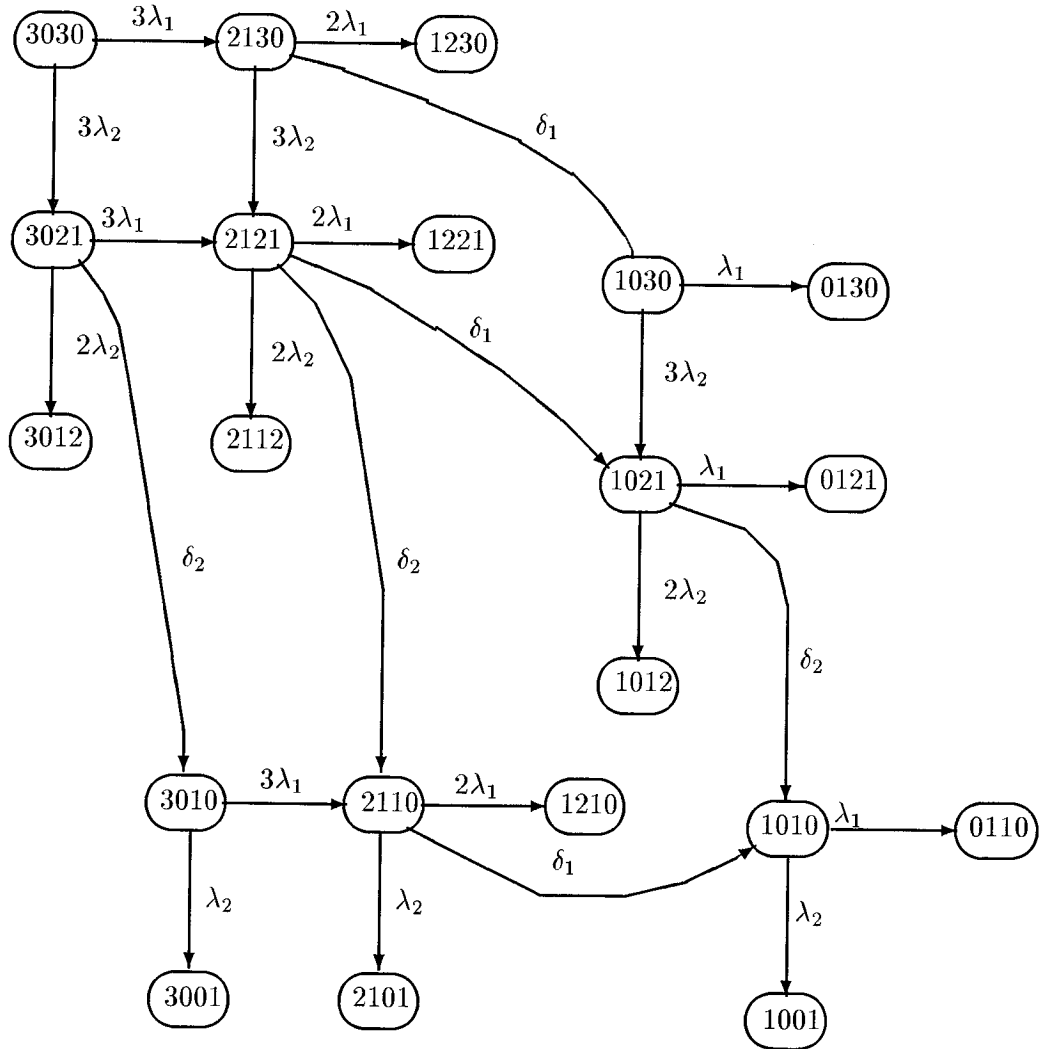 3030 3λ₁ 2130 2λ₁ 1230
3λ₂ 3λ₂ δ₁
3021 3λ₁ 2121 2λ₁ 1221
1030 λ₁ 0130
2λ₂ 2λ₂ δ₁ 3λ₂
3012 2112
1021 λ₁ 0121
δ₂ δ₂ 2λ₂
1012 δ₂
3010 3λ₁ 2110 2λ₁ 1210
1010 λ₁ 0110
δ₁
λ₂ λ₂ λ₂
3001 2101 1001